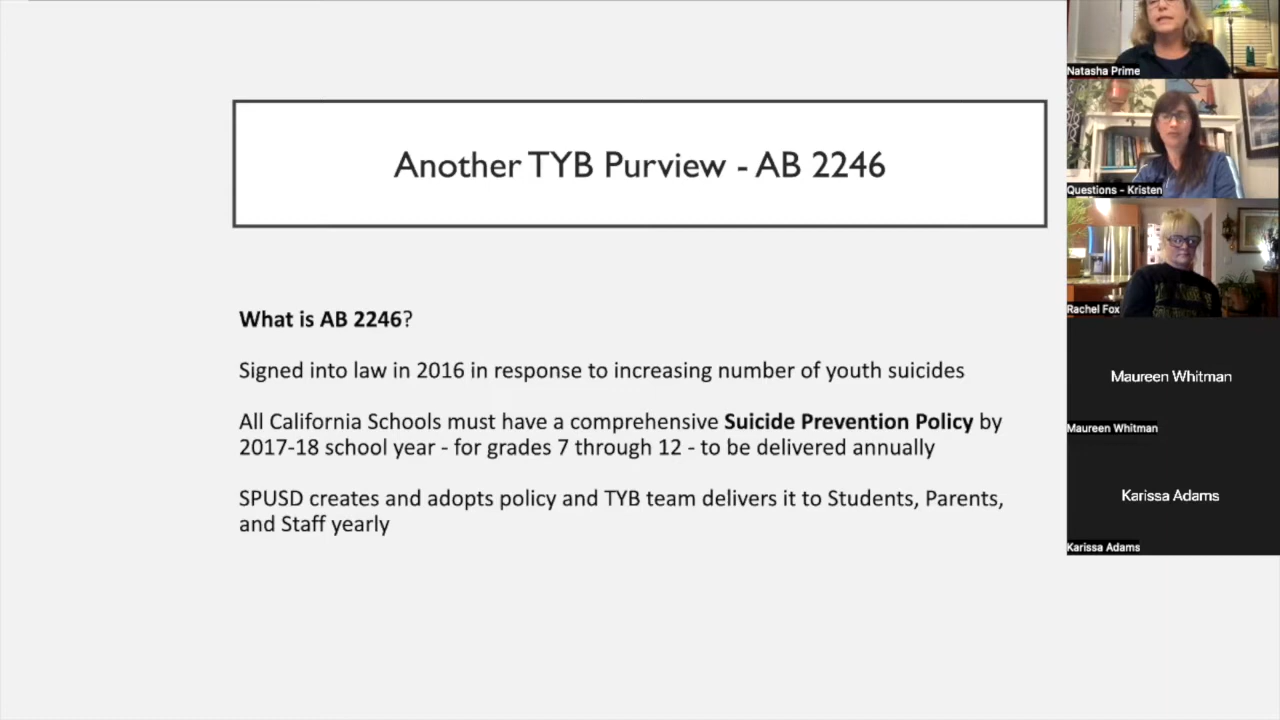 Another TYB Purview - AB 2246
What is AB 2246?
Signed into law in 2016 in response to increasing number of youth suicides
All California Schools must have a comprehensive Suicide Prevention Policy by
2017-18 school year - for grades 7 through 12 - to be delivered annually
SPUSD creates and adopts policy and TYB team delivers it to Students, Parents,
and Staff yearly
Natasha Prime
Questions - Kristen
Rachel Fox
Maureen Whitman
Maureen Whitman
Karissa Adams
Karissa Adams